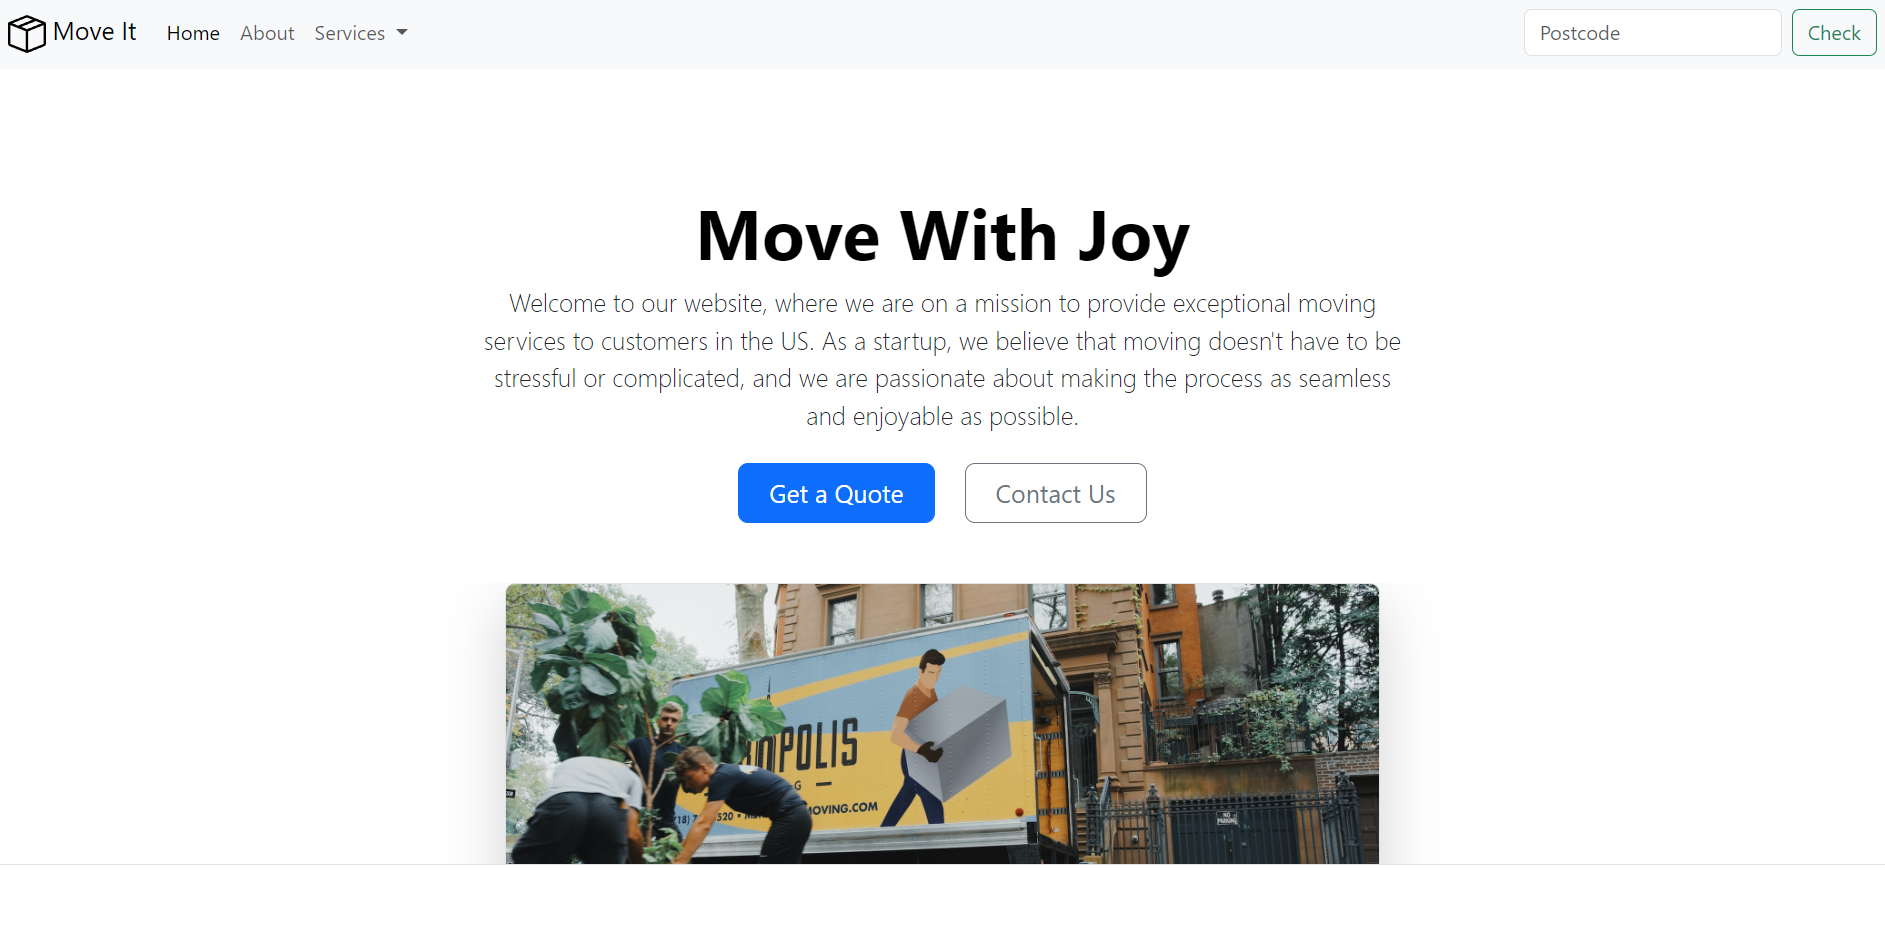 Move It Home About Services Postcode Check
Move With Joy
Welcome to our website, where we are on a mission to provide exceptional moving
services to customers in the US. As a startup, we believe that moving doesn't have to be
stressful or complicated, and we are passionate about making the process as seamless
and enjoyable as possible.
Get a Quote Contact Us
POLIS
G
MOVING.COM
NO
PARKING